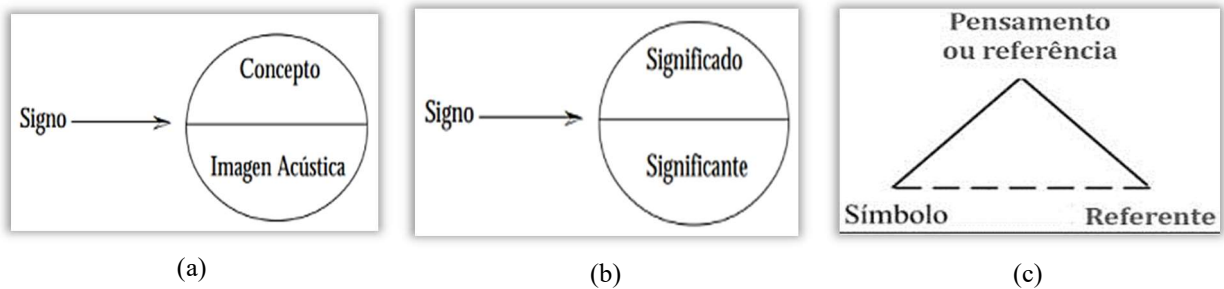 Signo
Concepto
Imagen Acústica
(a)
Signo
Significado
Significante
(b)
Pensamento
ou referência
Símbolo
Referente
(c)